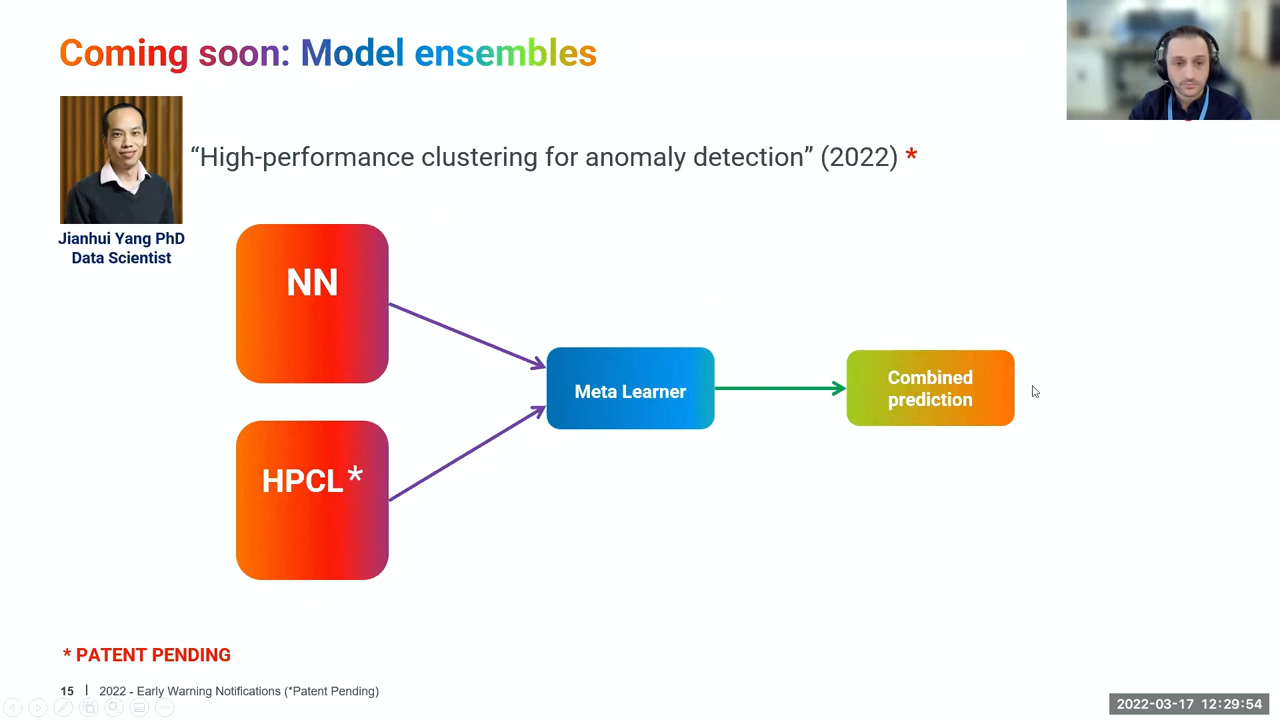 Coming soon: Model ensembles
“High-performance clustering for anomaly detection” (2022) *
Jianhui Yang PhD
Data Scientist
NN
HPCL*
Meta Learner
Combined
prediction
* PATENT PENDING
15 | 2022 - Early Warning Notifications (*Patent Pending)
2022-03-17 12:29:54